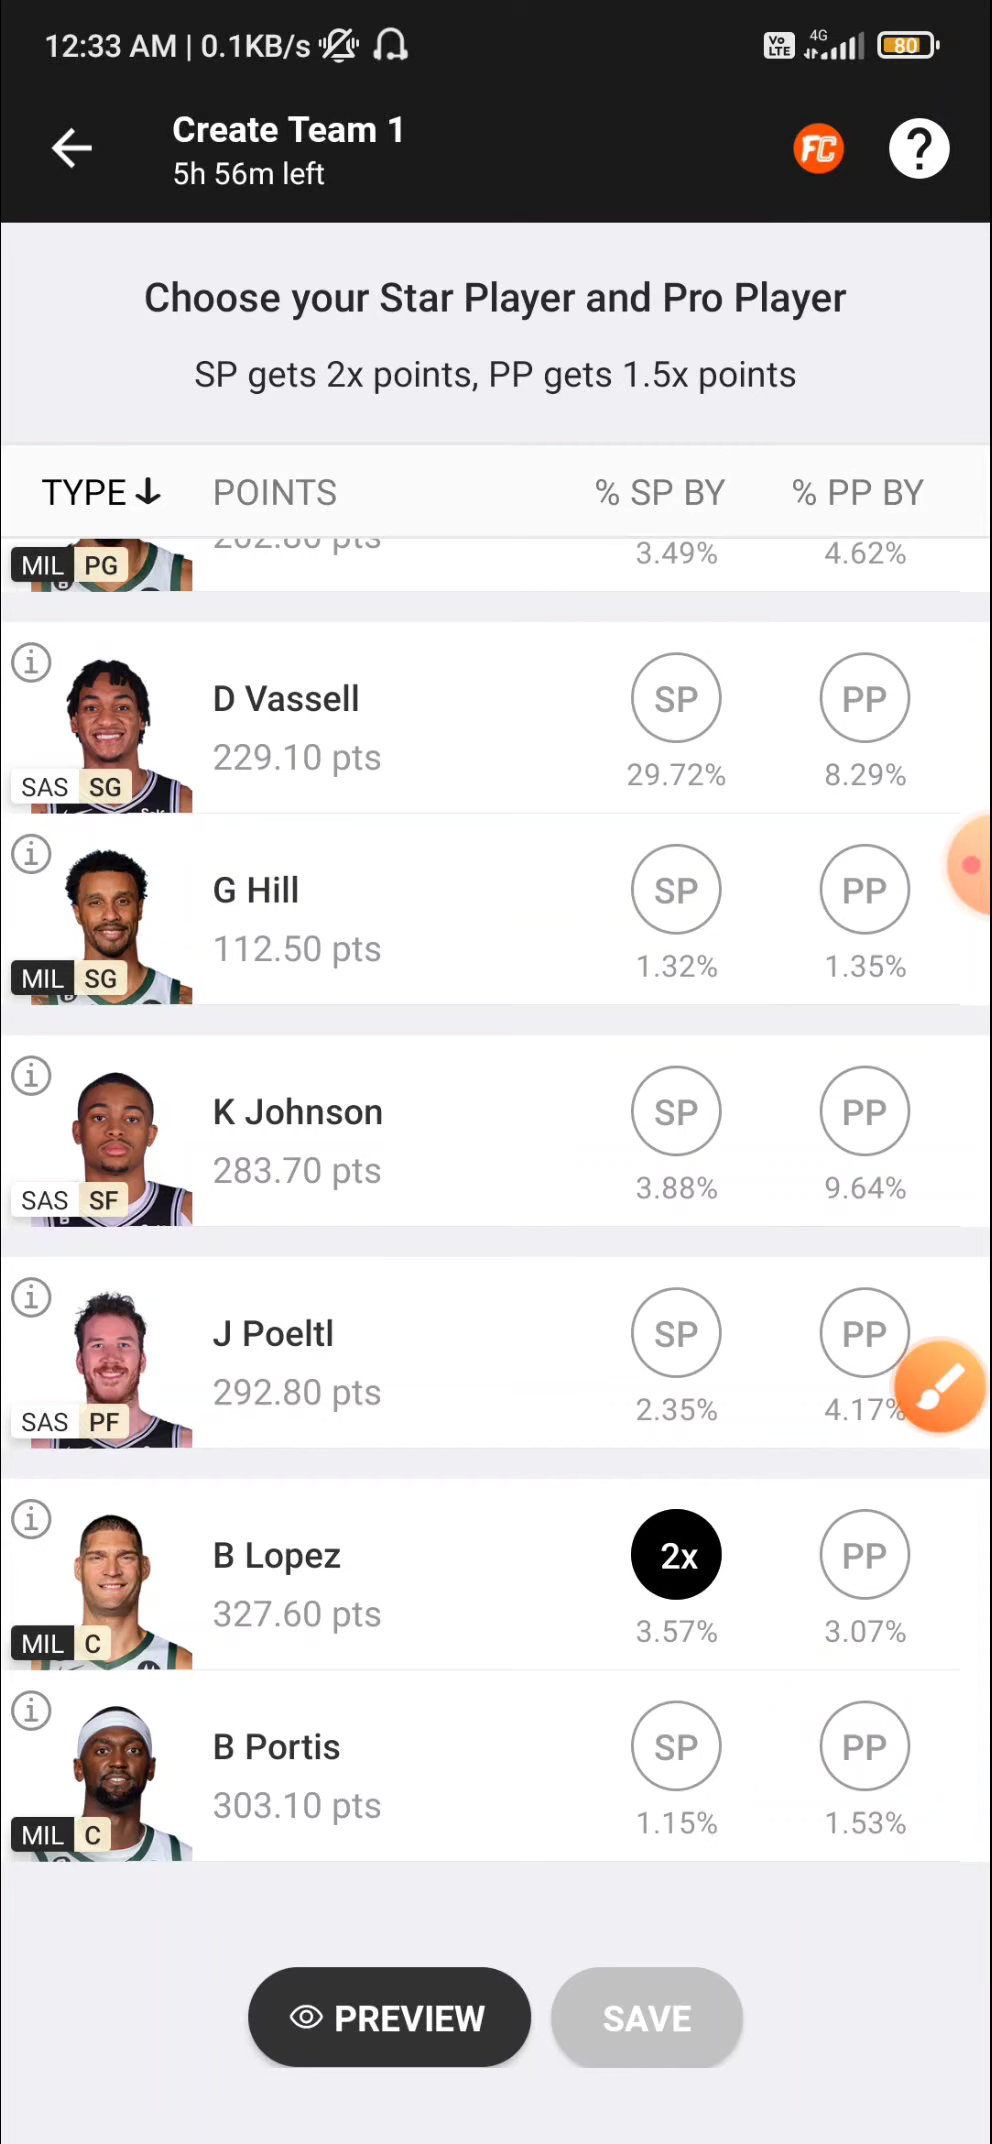 12:33 AM | 0.1KB/s Vo LTE 4G 80
Create Team 1
5h 56m left
FC ?
Choose your Star Player and Pro Player
SP gets 2x points, PP gets 1.5x points
TYPE POINTS % SP BY % PP BY
202.80 pts
MIL PG 3.49% 4.62%
D Vassell SP PP
229.10 pts 29.72% 8.29%
SAS SG
G Hill SP PP
112.50 pts 1.32% 1.35%
MIL SG
K Johnson SP PP
283.70 pts 3.88% 9.64%
SAS SF
J Poeltl SP PP
292.80 pts 2.35% 4.17%
SAS PF
B Lopez 2x PP
327.60 pts 3.57% 3.07%
MIL C
B Portis SP PP
303.10 pts 1.15% 1.53%
MIL C
PREVIEW SAVE